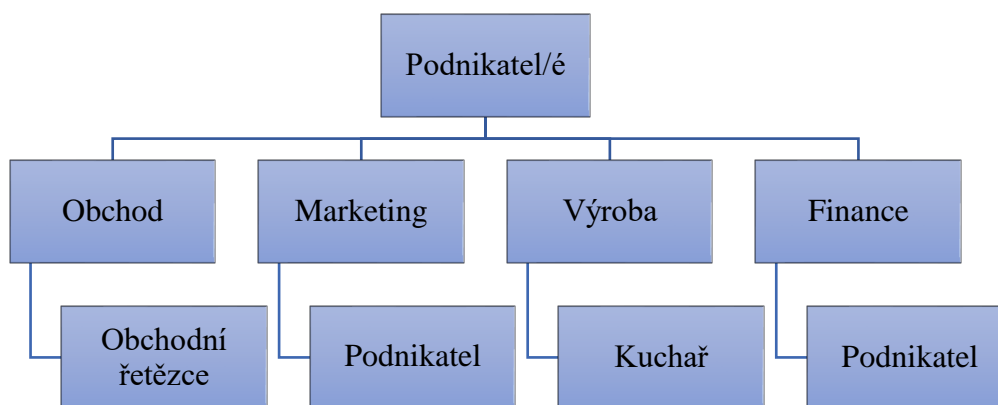 Podnikatel/é
Obchod
Marketing
Výroba
Finance
Obchodní
řetězce
Podnikatel
Kuchař
Podnikatel